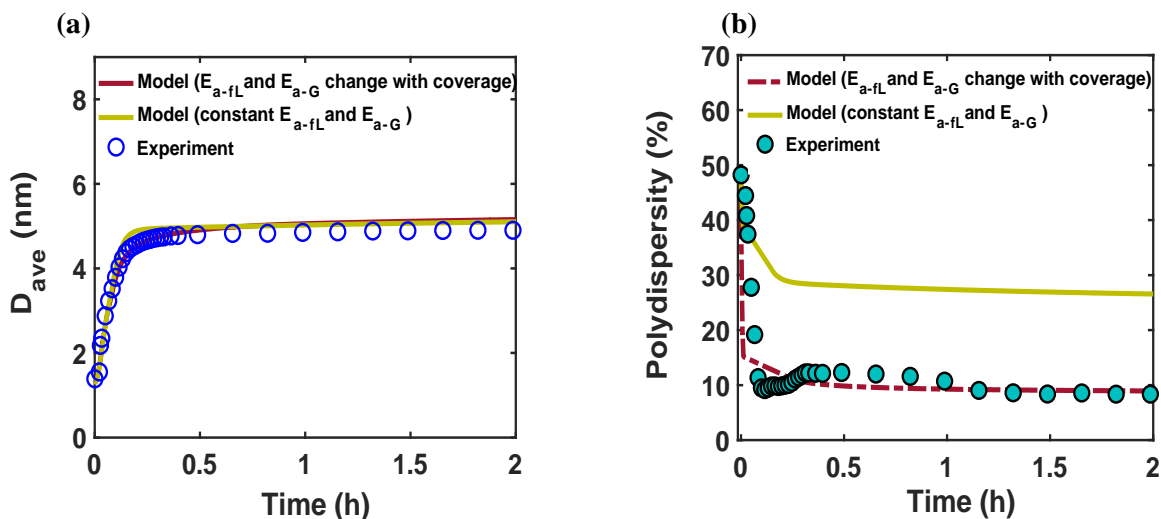 (a)
D_ave (nm)
8
6
4
2
0
Model (E_a-fL and E_a-G change with coverage)
Model (constant E_a-fL and E_a-G )
Experiment
0 0.5 1 1.5 2
Time (h)
(b)
Polydispersity (%)
70
60
50
40
30
20
10
0
Model (E_a-fL and E_a-G change with coverage)
Model (constant E_a-fL and E_a-G )
Experiment
0 0.5 1 1.5 2
Time (h)